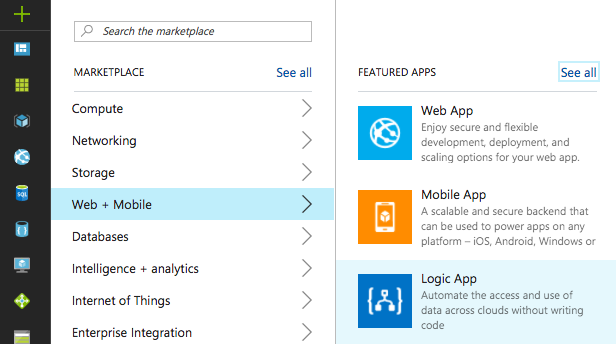 Search the marketplace
MARKETPLACE
See all
Compute
Networking
Storage
Web + Mobile
Databases
Intelligence + analytics
Internet of Things
Enterprise Integration
FEATURED APPS
See all
Web App
Enjoy secure and flexible
development, deployment, and
scaling options for your web app.
Mobile App
A scalable and secure backend that
can be used to power apps on any
platform – iOS, Android, Windows or
Logic App
Automate the access and use of
data across clouds without writing
code
SQL